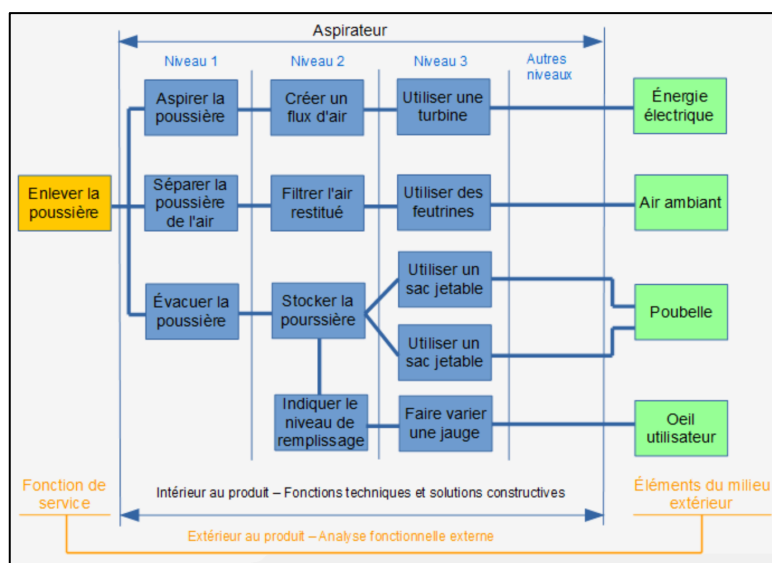 Aspirateur
Niveau 1
Niveau 2
Niveau 3
Autres
niveaux
Aspirer la
poussière
Créer un
flux d'air
Utiliser une
turbine
Énergie
électrique
Enlever la
poussière
Séparer la
poussière
de l'air
Filtrer l'air
restitué
Utiliser des
feutrines
Air ambiant
Évacuer la
poussière
Stocker la
pourssière
Utiliser un
sac jetable
Utiliser un
sac jetable
Poubelle
Indiquer le
niveau de
remplissage
Faire varier
une jauge
Oeil
utilisateur
Fonction de
service
Intérieur au produit – Fonctions techniques et solutions constructives
Éléments du milieu
extérieur
Extérieur au produit – Analyse fonctionnelle externe